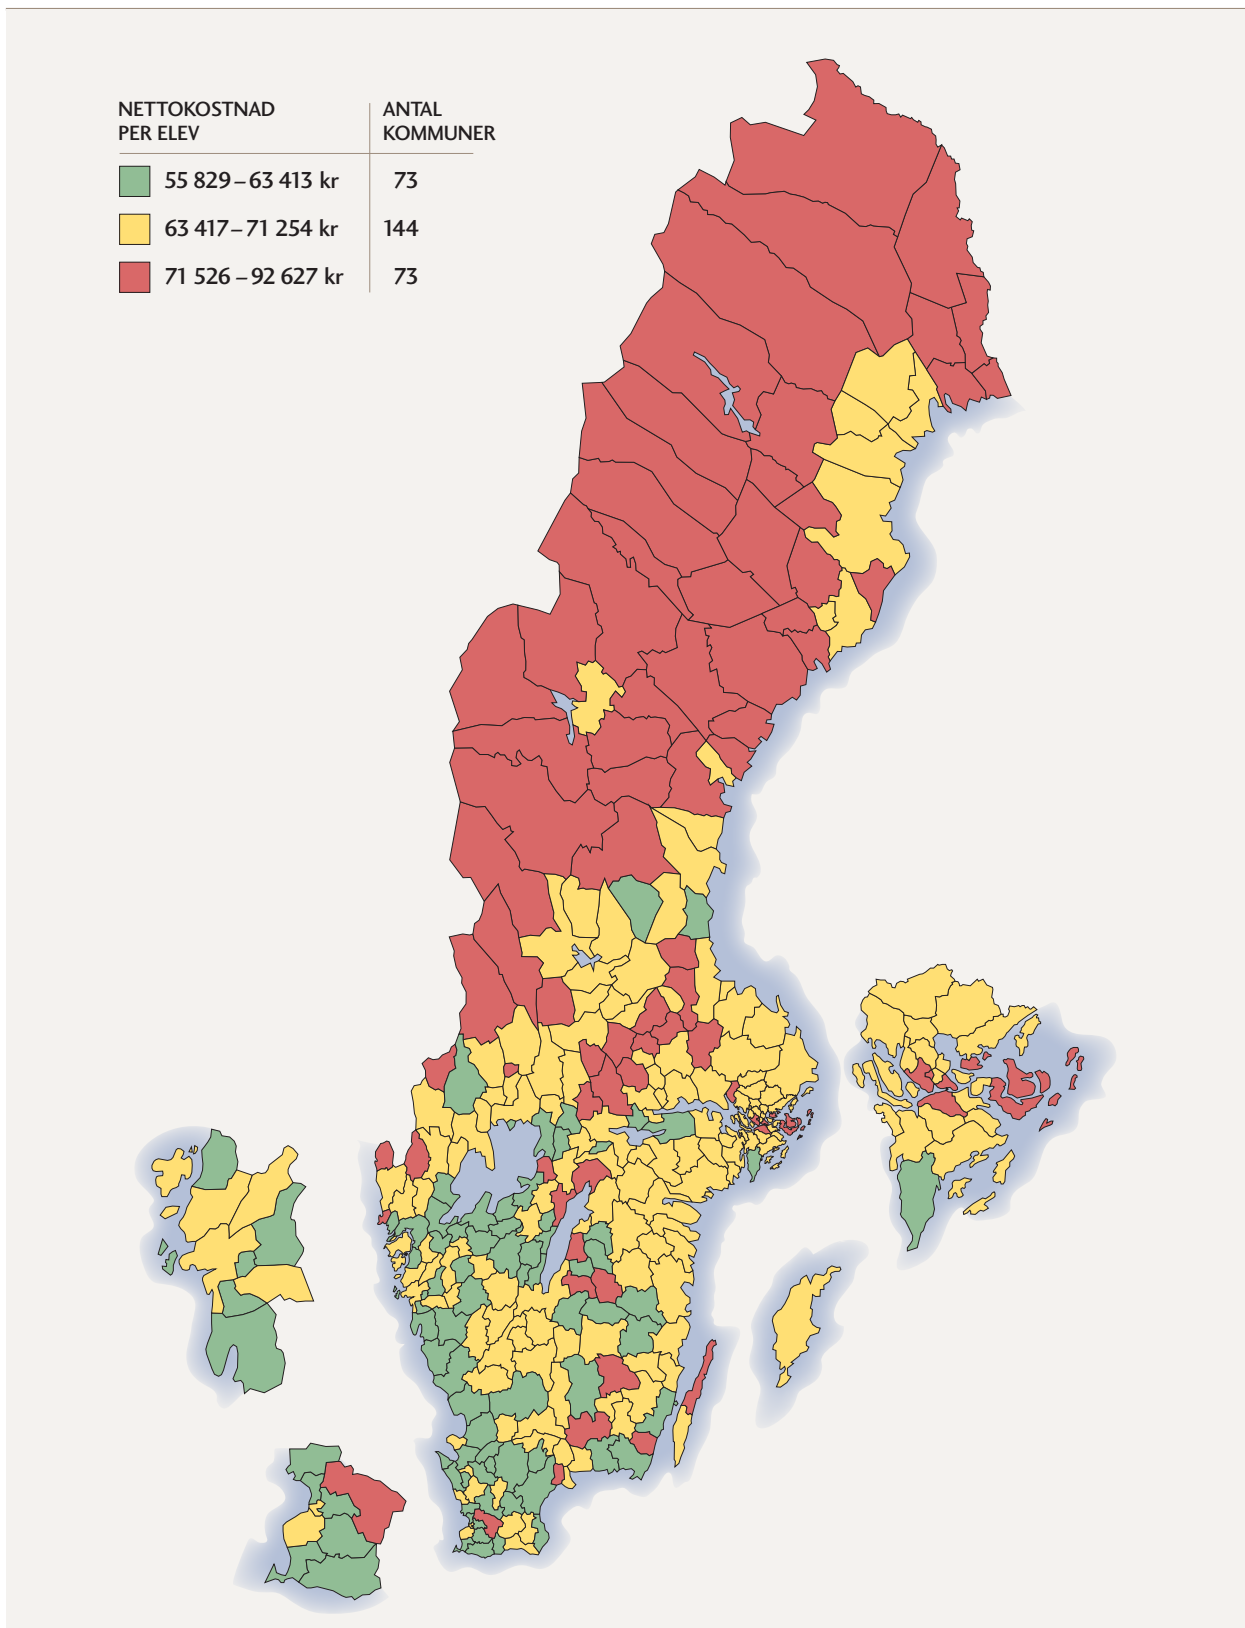 NETTOKOSTNAD
PER ELEV
ANTAL
KOMMUNER
55 829–63 413 kr 73
63 417–71 254 kr 144
71 526–92 627 kr 73